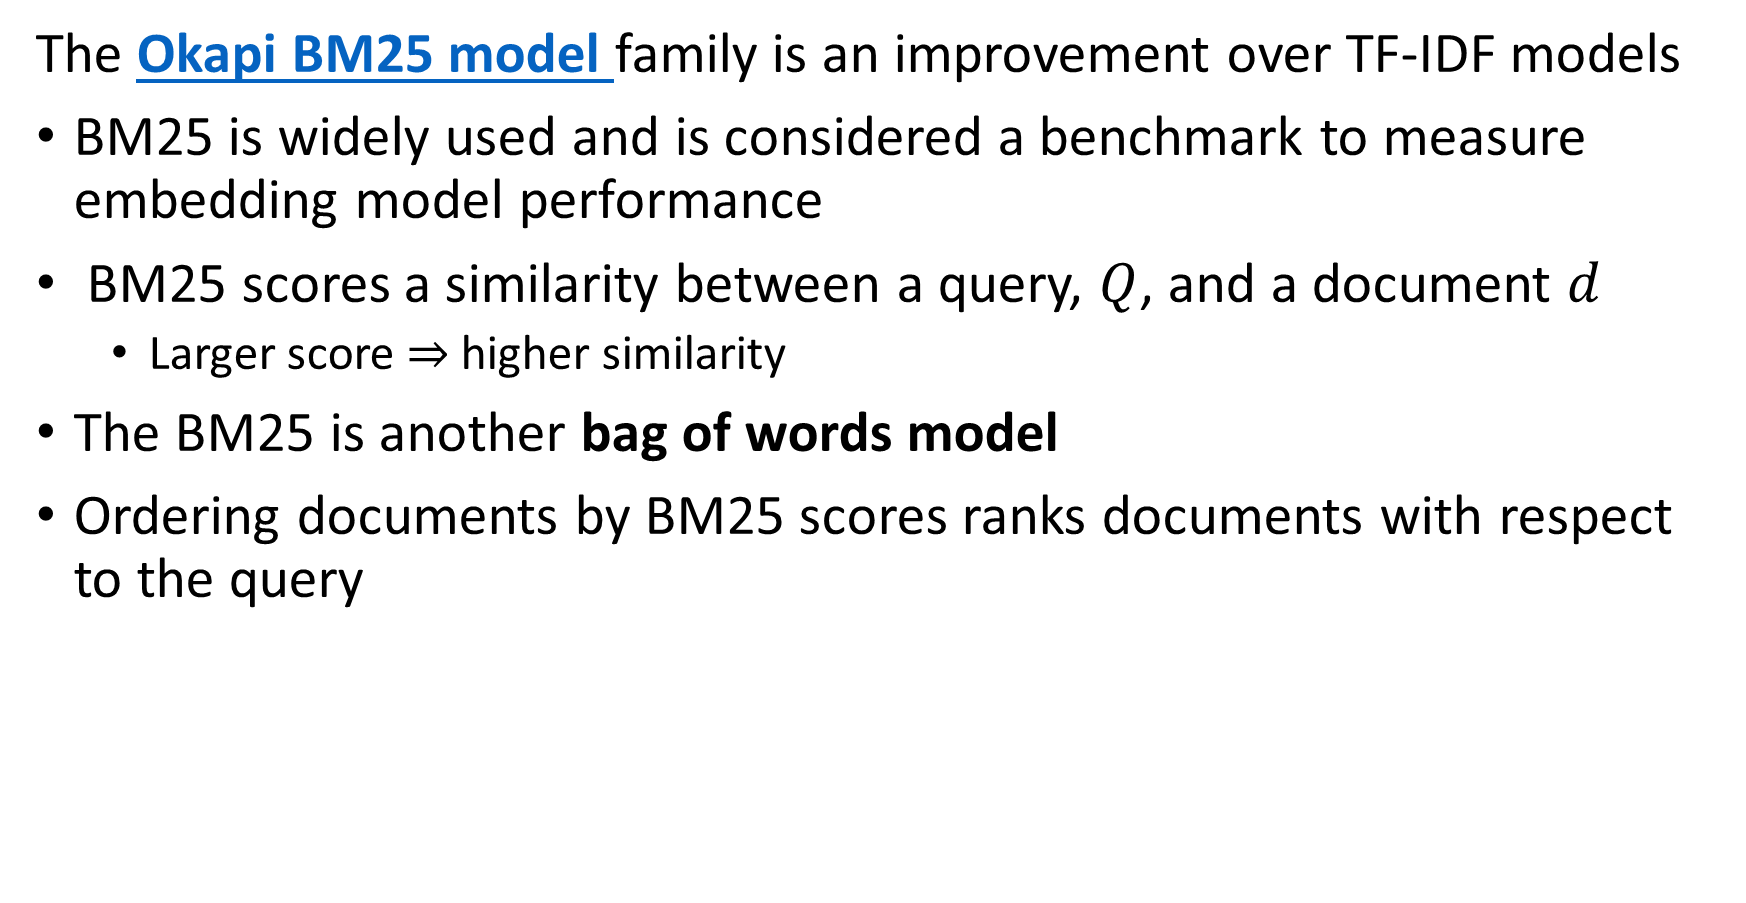 The Okapi BM25 model family is an improvement over TF-IDF models
• BM25 is widely used and is considered a benchmark to measure
embedding model performance
• BM25 scores a similarity between a query, Q, and a document d
• Larger score ⇒ higher similarity
• The BM25 is another bag of words model
• Ordering documents by BM25 scores ranks documents with respect
to the query